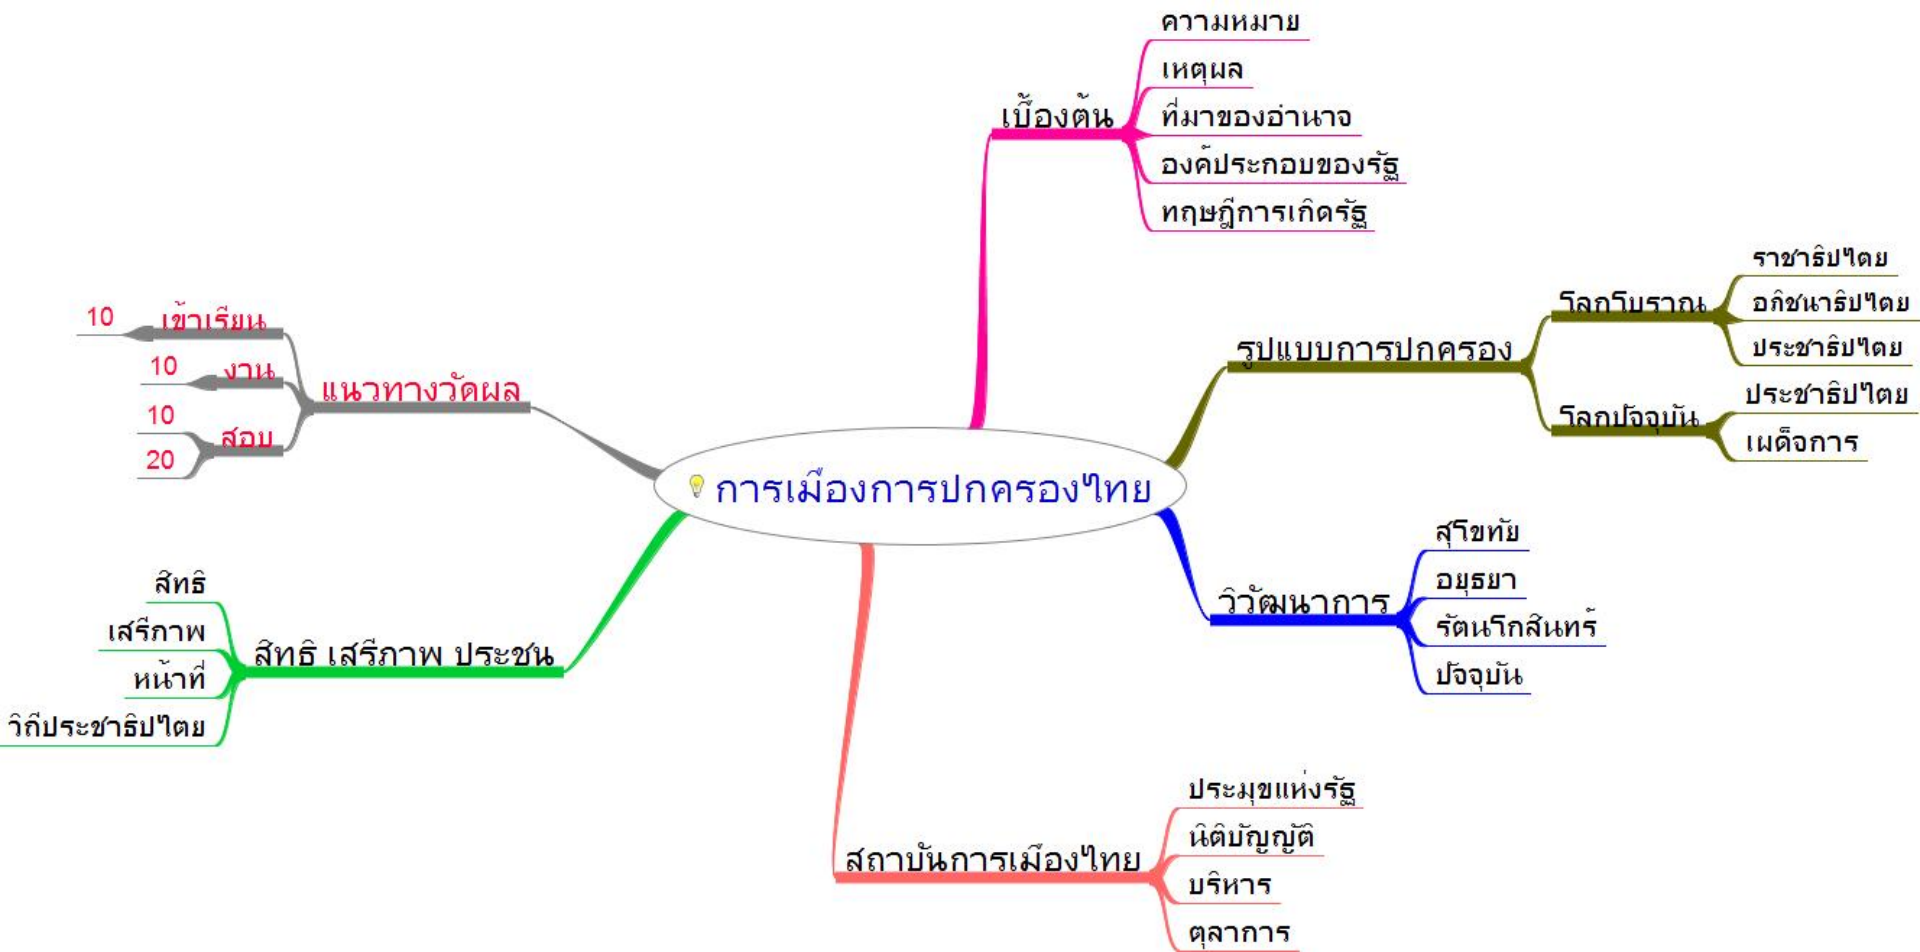 การเมืองการปกครองไทย
เบื้องต้น
ความหมาย
เหตุผล
ที่มาของอำนาจ
องค์ประกอบของรัฐ
ทฤษฎีการเกิดรัฐ
รูปแบบการปกครอง
โลกโบราณ
ราชาธิปไตย
อภิชนาธิปไตย
ประชาธิปไตย
โลกปัจจุบัน
ประชาธิปไตย
เผด็จการ
วิวัฒนาการ
สุโขทัย
อยุธยา
รัตนโกสินทร์
ปัจจุบัน
สถาบันการเมืองไทย
ประมุขแห่งรัฐ
นิติบัญญัติ
บริหาร
ตุลาการ
สิทธิ เสรีภาพ ประชน
สิทธิ
เสรีภาพ
หน้าที่
วิถีประชาธิปไตย
แนวทางวัดผล
เข้าเรียน
10
งาน
10
สอบ
10
20